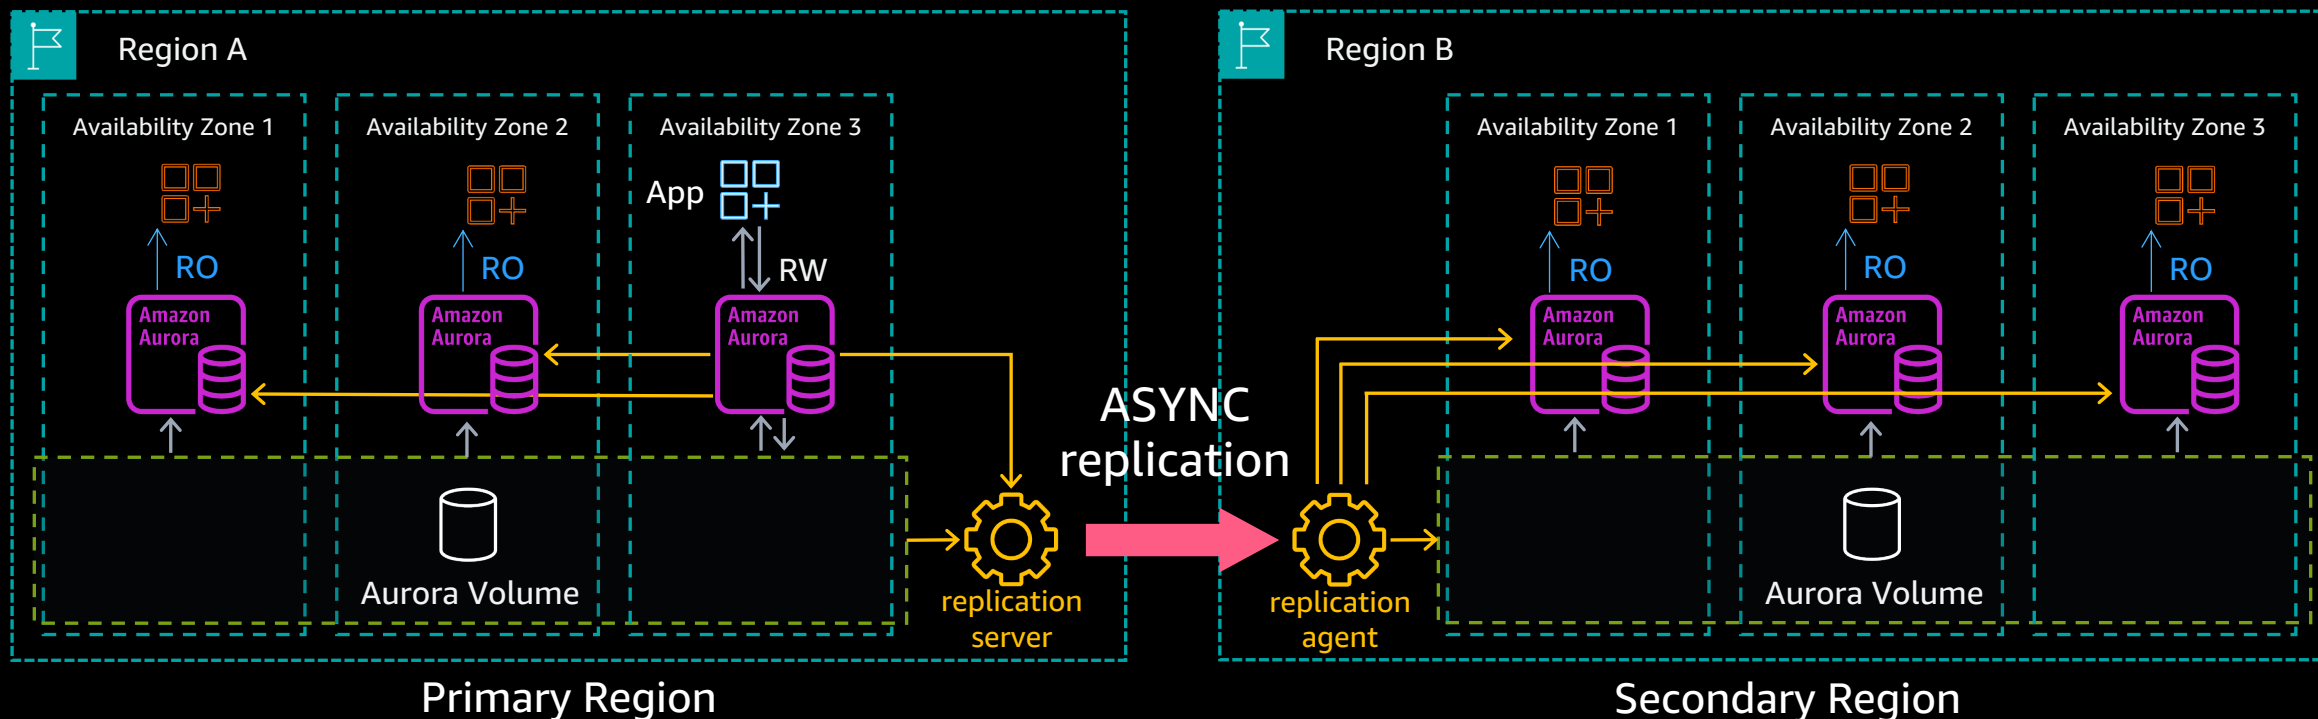 Region A
Availability Zone 1
Availability Zone 2
Availability Zone 3
App
RO
RO
RW
Amazon
Aurora
Amazon
Aurora
Amazon
Aurora
Aurora Volume
replication
server
Primary Region
ASYNC
replication
Region B
Availability Zone 1
Availability Zone 2
Availability Zone 3
RO
RO
RO
Amazon
Aurora
Amazon
Aurora
Amazon
Aurora
replication
agent
Aurora Volume
Secondary Region